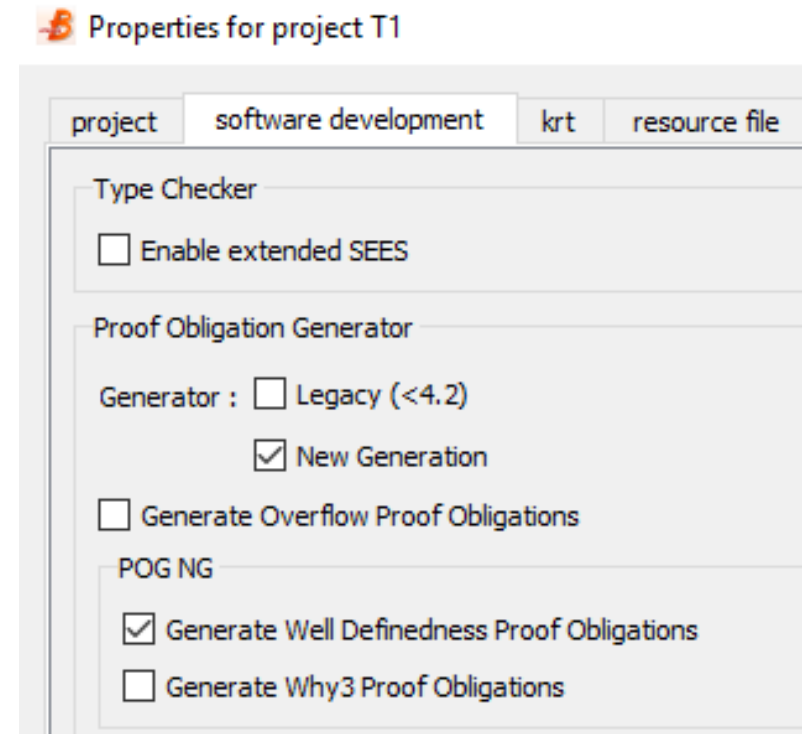 Properties for project T1
project software development krt resource file
Type Checker
Enable extended SEES
Proof Obligation Generator
Generator : Legacy (<4.2)
New Generation
Generate Overflow Proof Obligations
POG NG
Generate Well Definedness Proof Obligations
Generate Why3 Proof Obligations